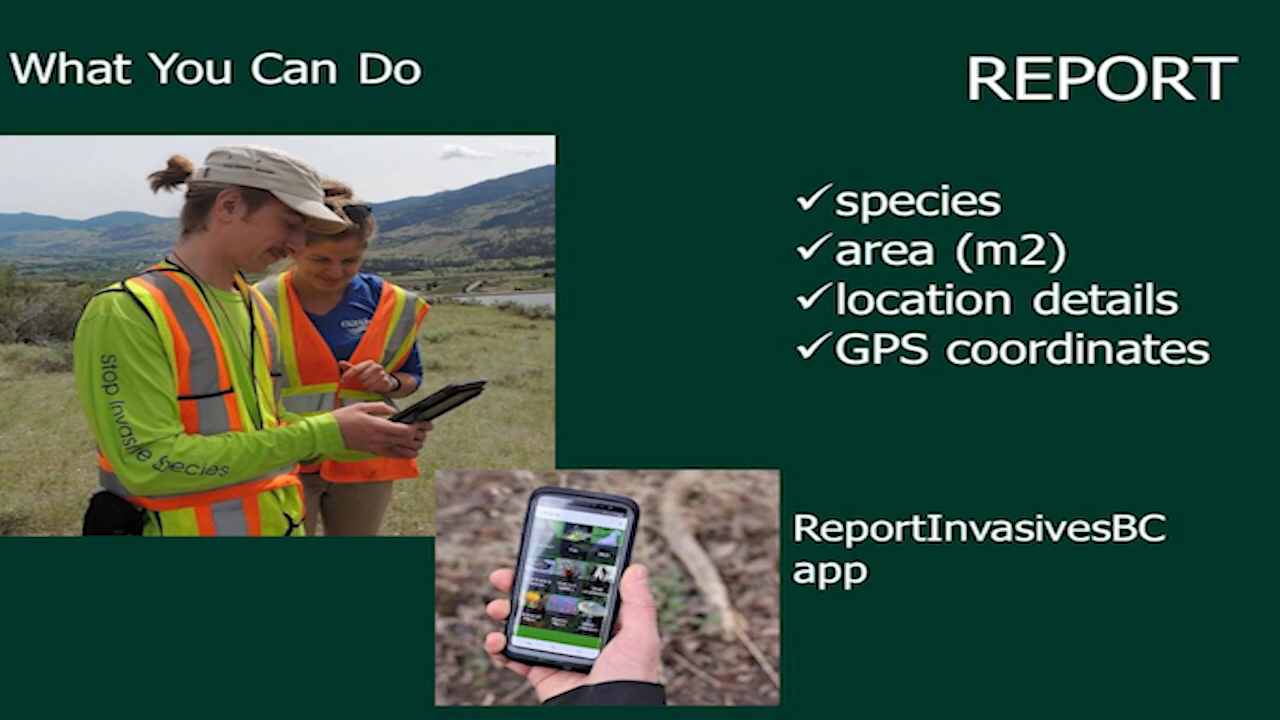 What You Can Do
REPORT
✓species
✓area (m2)
✓location details
✓GPS coordinates
Stop Invasive Species
ReportInvasivesBC
app